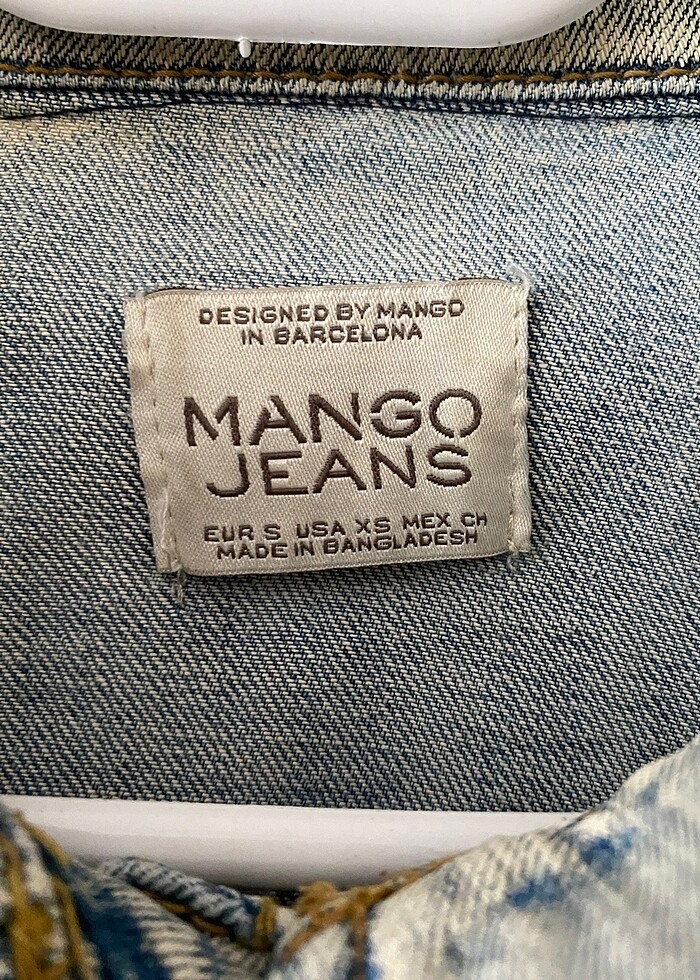 DESIGNED BY MANGO
IN BARCELONA
MANGO
JEANS
EUR S USA XS MEX CH
MADE IN BANGLADESH